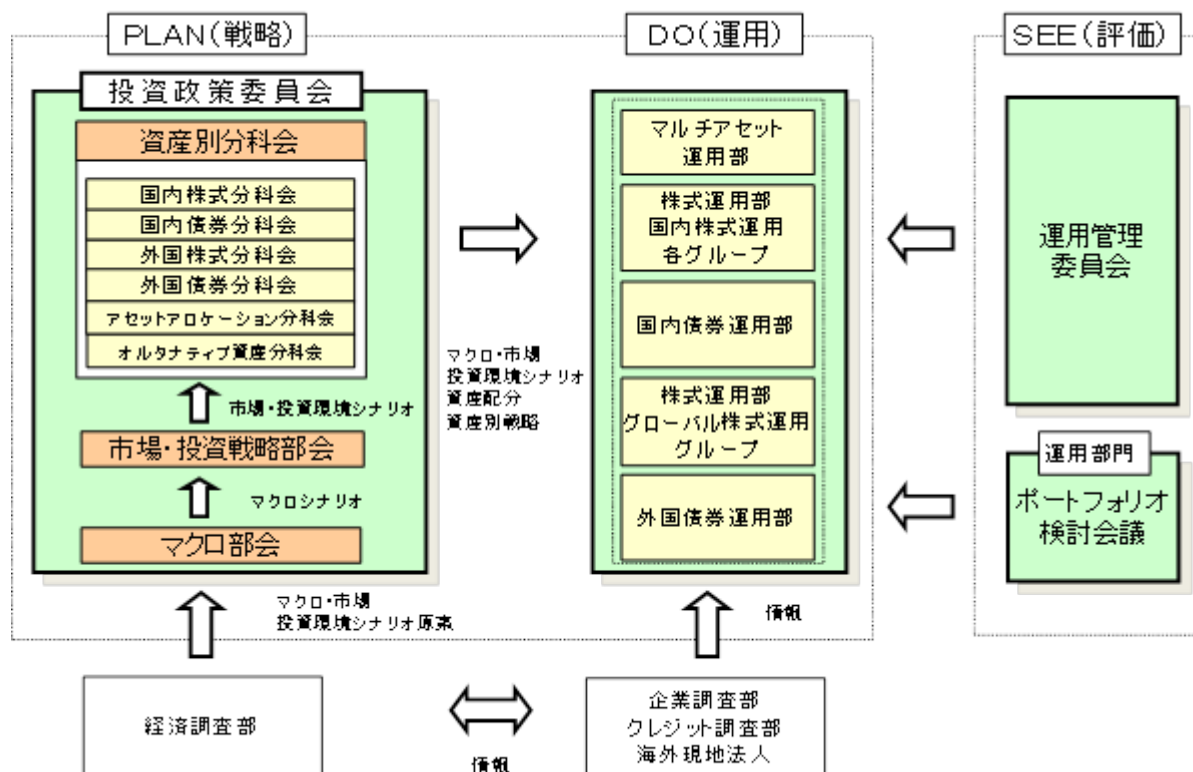 PLAN(戦略)
投資政策委員会
資産別分科会
国内株式分科会
国内債券分科会
外国株式分科会
外国債券分科会
アセットアロケーション分科会
オルタナティブ資産分科会
市場・投資環境シナリオ
市場・投資戦略部会
マクロシナリオ
マクロ部会
マクロ・市場
投資環境シナリオ原案
経済調査部
マクロ・市場
投資環境シナリオ
資産配分
資産別戦略
DO(運用)
マルチアセット
運用部
株式運用部
国内株式運用
各グループ
国内債券運用部
株式運用部
グローバル株式運用
グループ
外国債券運用部
情報
企業調査部
クレジット調査部
海外現地法人
情報
SEE(評価)
運用管理
委員会
運用部門
ポートフォリオ
検討会議